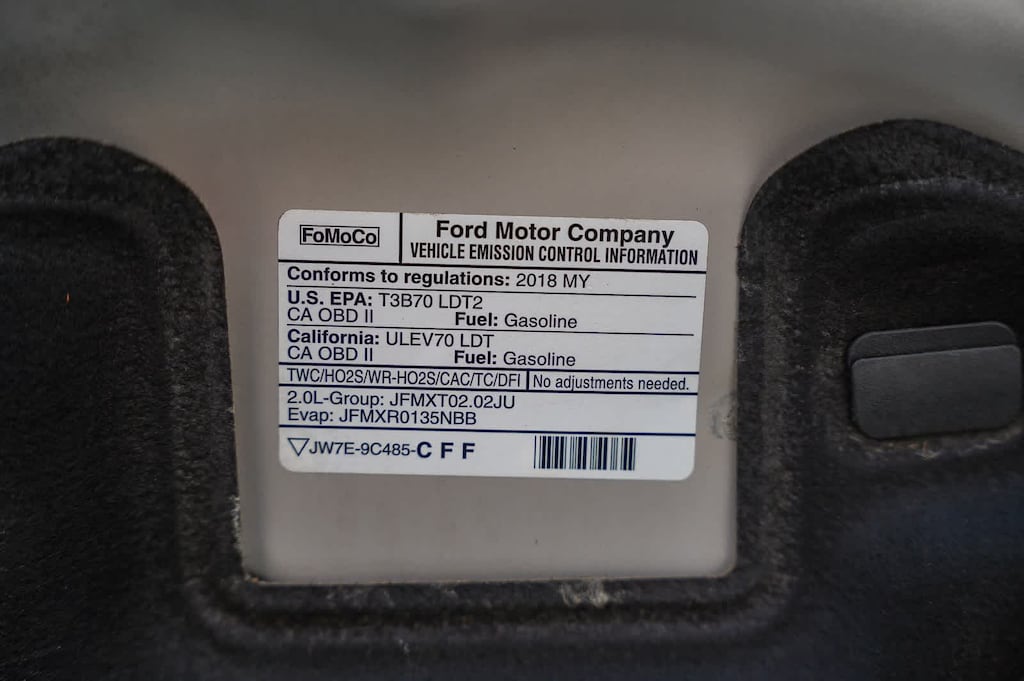 FoMoCo
Ford Motor Company
VEHICLE EMISSION CONTROL INFORMATION
Conforms to regulations: 2018 MY
U.S. EPA: T3B70 LDT2
CA OBD II Fuel: Gasoline
California: ULEV70 LDT
CA OBD II Fuel: Gasoline
TWC/HO2S/WR-HO2S/CAC/TC/DFI No adjustments needed.
2.0L-Group: JFMXT02.02JU
Evap: JFMXR0135NBB
JW7E-9C485-C F F